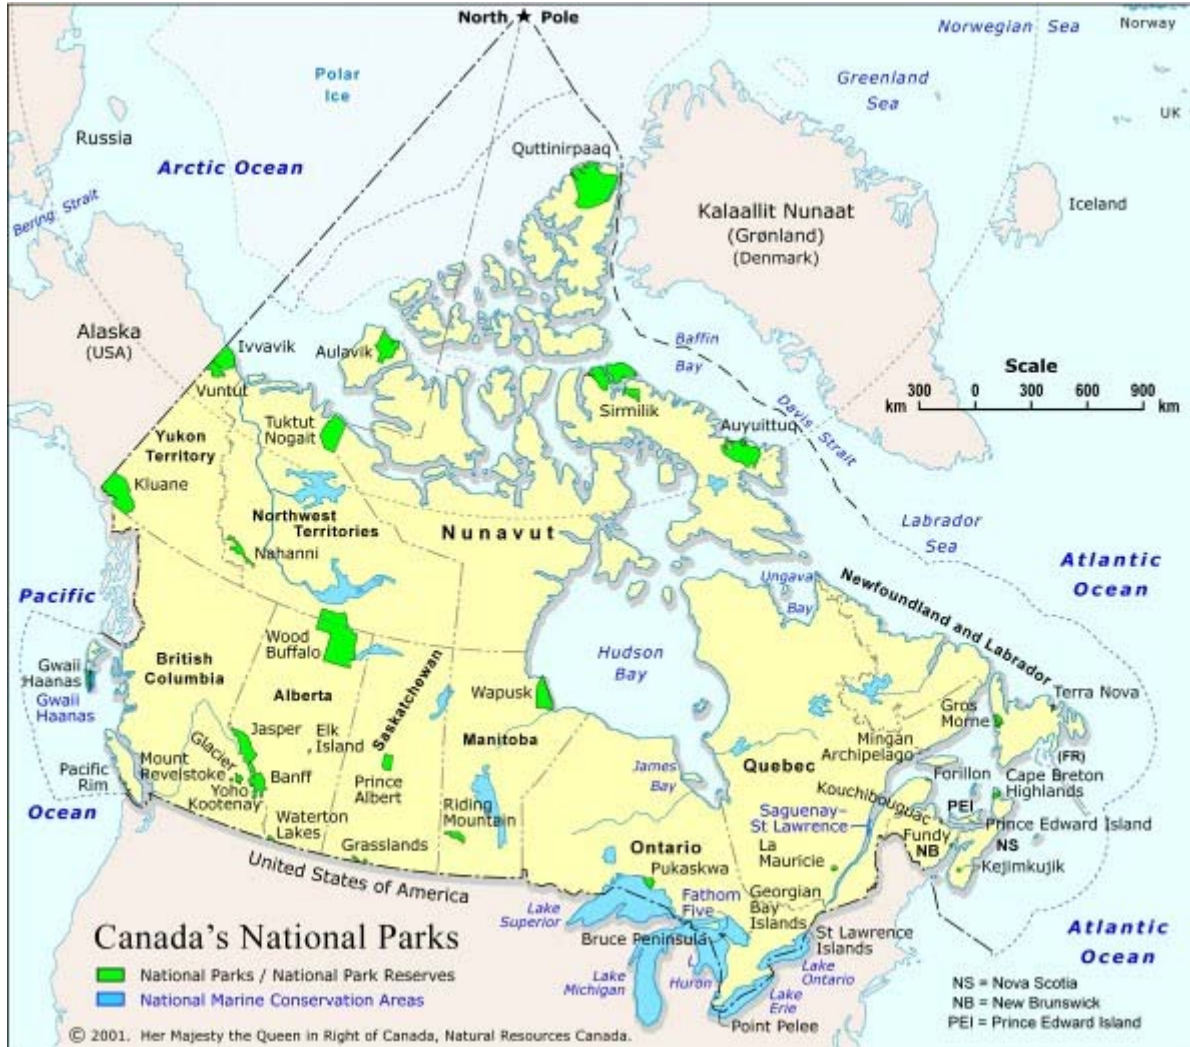 North ★ Pole
Norwegian Sea
Norway
Polar
Ice
Greenland
Sea
UK
Russia
Arctic Ocean
Quttinirpaaq
Bering Strait
Kalaallit Nunaat
(Grønland)
(Denmark)
Iceland
Alaska
(USA)
Ivvavik
Aulavik
Vuntut
Baffin
Bay
Scale
300 0 300 600 900
km km
Sirmilik
Davis Strait
Tuktut
Nogait
Auyuittuq
Yukon
Territory
Kluane
Northwest
Territories
Nunavut
Nahanni
Labrador
Sea
Atlantic
Ocean
Pacific
Ungava
Bay
Newfoundland and Labrador
Wood
Buffalo
British
Columbia
Gwaii
Haanas
Gwaii
Haanas
Alberta
Saskatchewan
Hudson
Bay
Wapusk
Terra Nova
Gros
Morne
Jasper
Elk
Island
Glacier
Manitoba
Mingan
Archipelago
(FR)
Mount
Revelstoke
Pacific
Rim
Banff
Yoho
Kootenay
Prince
Albert
James
Bay
Quebec
Forillon
Cape Breton
Highlands
Kouchibouguac
PEI
Ocean
Waterton
Lakes
Riding
Mountain
Saguenay–
St Lawrence
Prince Edward Island
Fundy
NB
NS
Grasslands
Ontario
La
Mauricie
Kejimkujik
United States of America
Pukaskwa
Fathom
Five
Georgian
Bay
Islands
Lake
Superior
Bruce Peninsula
St Lawrence
Islands
Atlantic
Ocean
Canada's National Parks
National Parks / National Park Reserves
National Marine Conservation Areas
Lake
Michigan
L
Huron
Lake
Ontario
Lake
Erie
Point Pelee
NS = Nova Scotia
NB = New Brunswick
PEI = Prince Edward Island
© 2001. Her Majesty the Queen in Right of Canada, Natural Resources Canada.